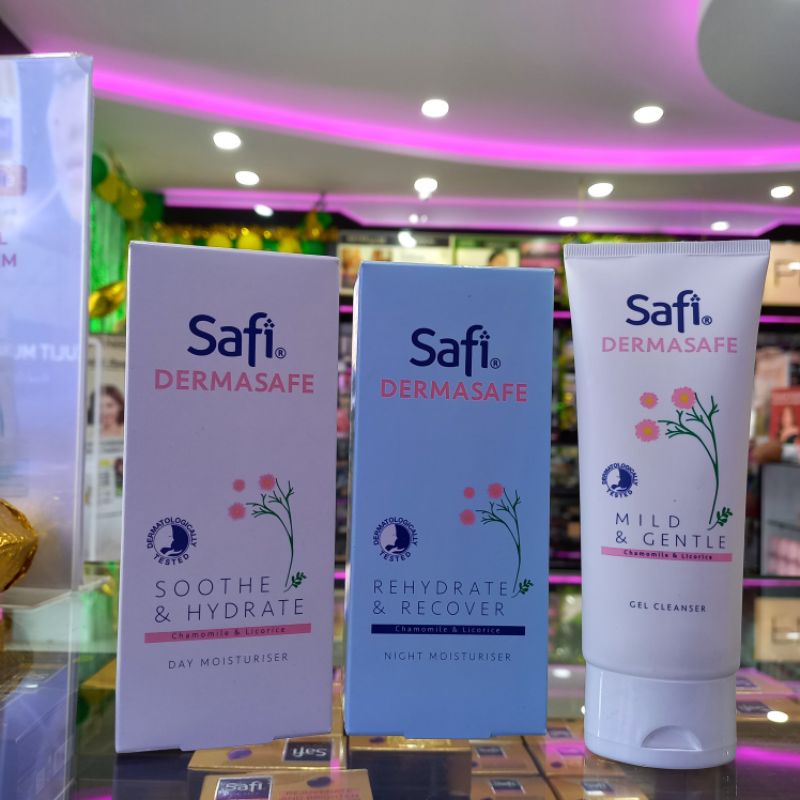 Safi®
DERMASAFE
DERMATOLOGICALLY
TESTED
SOOTHE
& HYDRATE
Chamomile & Licorice
DAY MOISTURISER
Safi®
DERMASAFE
DERMATOLOGICALLY
TESTED
REHYDRATE
& RECOVER
Chamomile & Licorice
NIGHT MOISTURISER
Safi®
DERMASAFE
DERMATOLOGICALLY
TESTED
MILD
& GENTLE
Chamomile & Licorice
GEL CLEANSER
Safi
Safi